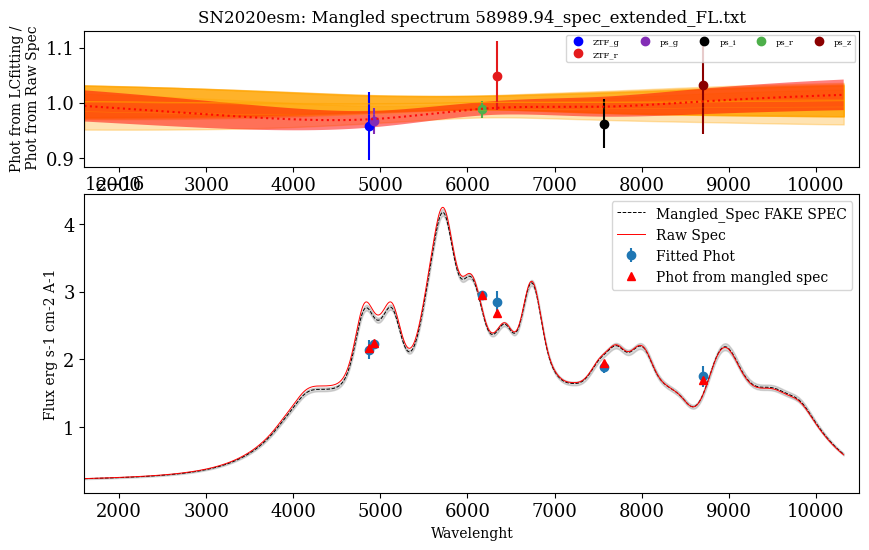 SN2020esm: Mangled spectrum 58989.94_spec_extended_FL.txt
Phot from LCfitting /
Phot from Raw Spec
1.1
1.0
0.9
ZTF_g ps_g ps_i ps_r ps_z
ZTF_r
2000 3000 4000 5000 6000 7000 8000 9000 10000
1e−16
Flux erg s-1 cm-2 A-1
4
3
2
1
Mangled_Spec FAKE SPEC
Raw Spec
Fitted Phot
Phot from mangled spec
2000 3000 4000 5000 6000 7000 8000 9000 10000
Wavelenght